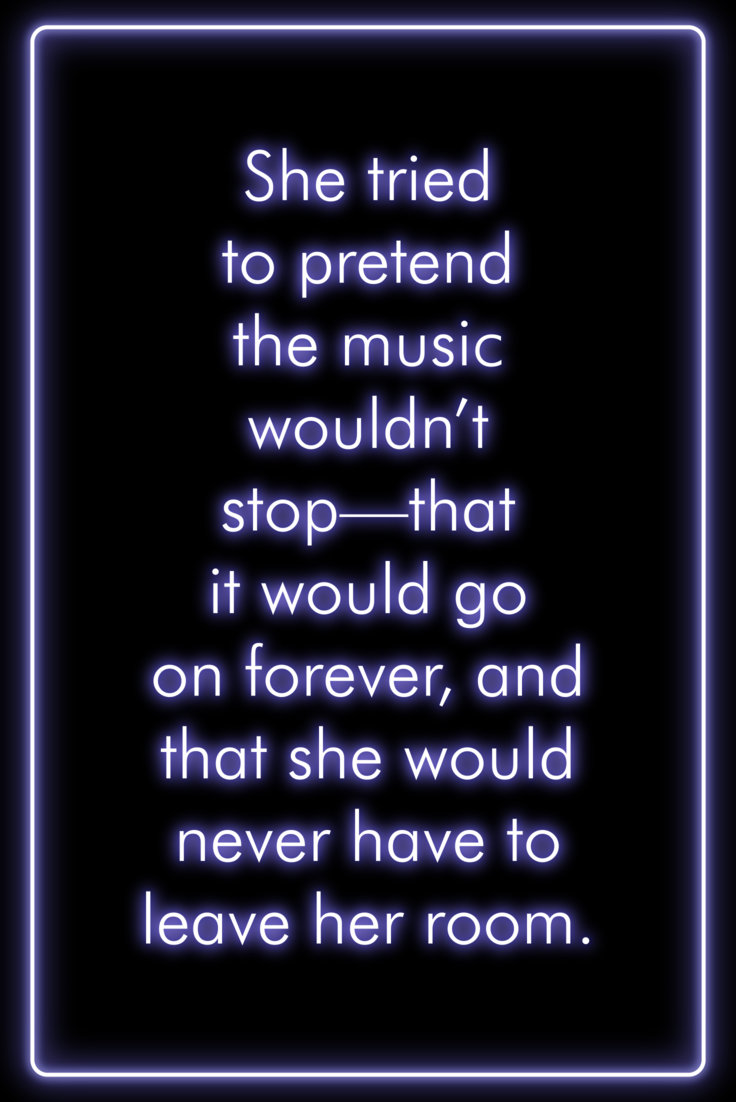 She tried
to pretend
the music
wouldn’t
stop—that
it would go
on forever, and
that she would
never have to
leave her room.